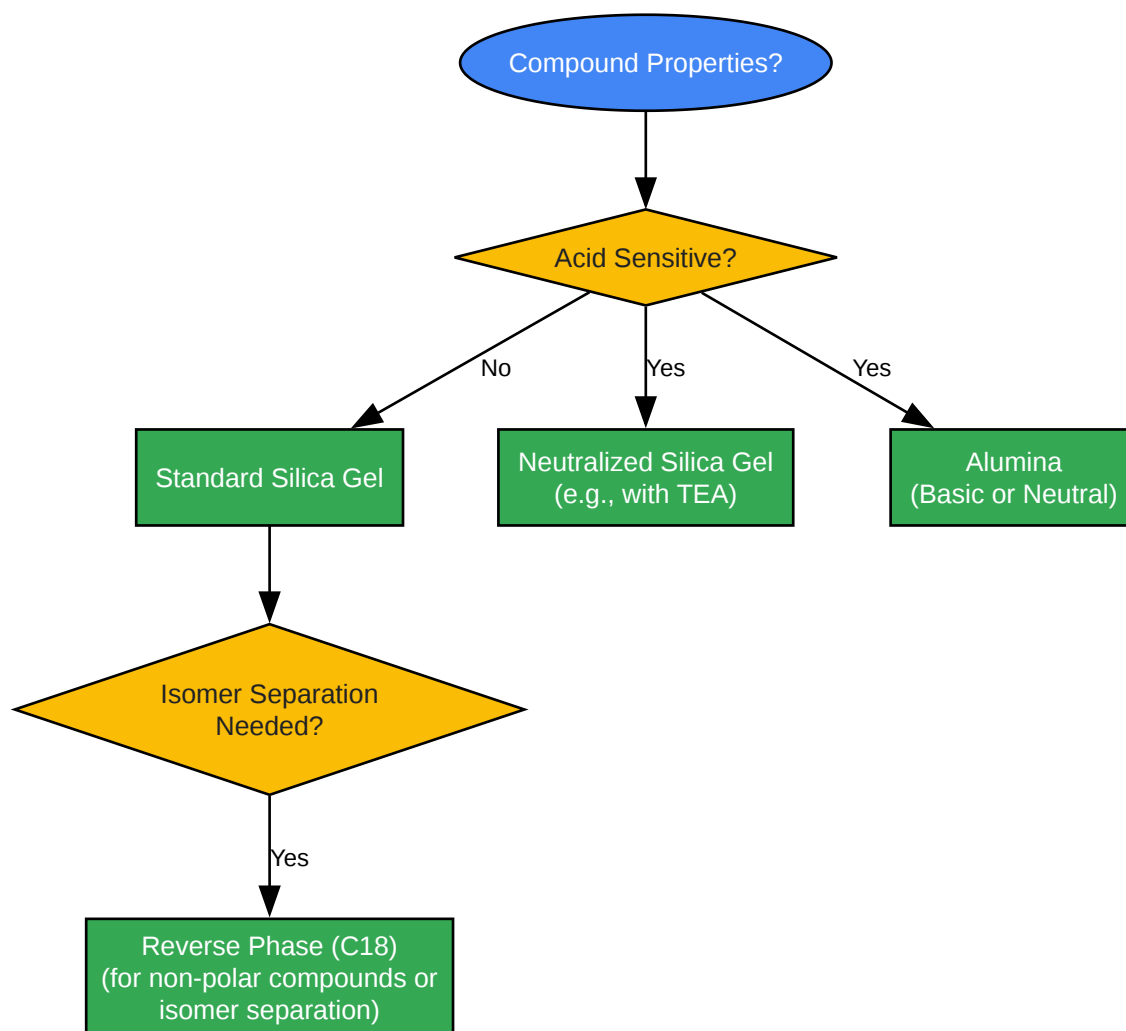 Compound Properties?
Acid Sensitive?
No
Yes
Yes
Standard Silica Gel
Neutralized Silica Gel
(e.g., with TEA)
Alumina
(Basic or Neutral)
Isomer Separation
Needed?
Yes
Reverse Phase (C18)
(for non-polar compounds or
isomer separation)